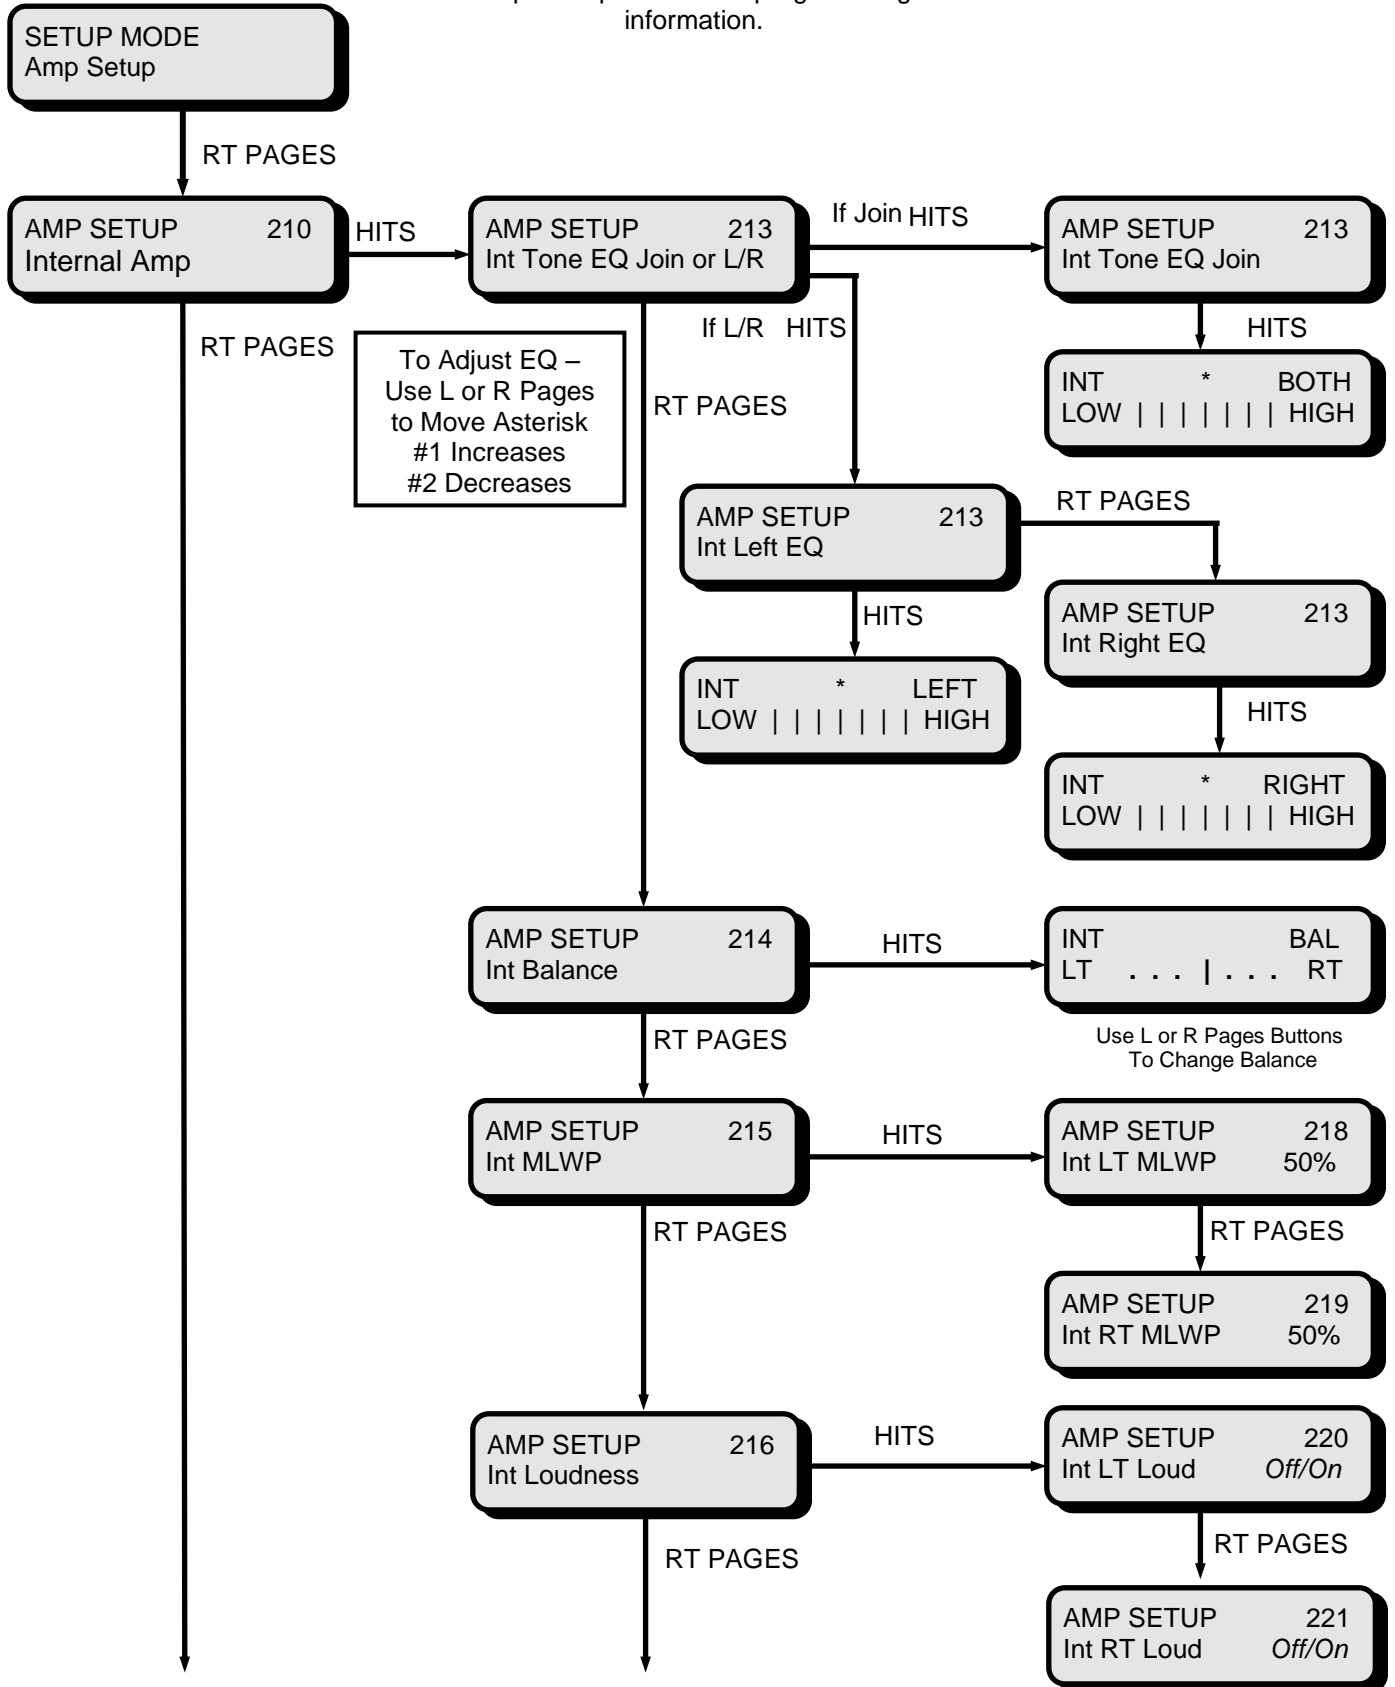 information.
SETUP MODE
Amp Setup
RT PAGES
AMP SETUP 210
Internal Amp
HITS
AMP SETUP 213
Int Tone EQ Join or L/R
If Join HITS
AMP SETUP 213
Int Tone EQ Join
RT PAGES
To Adjust EQ –
Use L or R Pages
to Move Asterisk
#1 Increases
#2 Decreases
If L/R HITS
RT PAGES
HITS
INT * BOTH
LOW | | | | | | | HIGH
AMP SETUP 213
Int Left EQ
RT PAGES
HITS
AMP SETUP 213
Int Right EQ
INT * LEFT
LOW | | | | | | | HIGH
HITS
INT * RIGHT
LOW | | | | | | | HIGH
AMP SETUP 214
Int Balance
HITS
INT BAL
LT . . . | . . . RT
RT PAGES
Use L or R Pages Buttons
To Change Balance
AMP SETUP 215
Int MLWP
HITS
AMP SETUP 218
Int LT MLWP 50%
RT PAGES
RT PAGES
AMP SETUP 219
Int RT MLWP 50%
AMP SETUP 216
Int Loudness
HITS
AMP SETUP 220
Int LT Loud Off/On
RT PAGES
RT PAGES
AMP SETUP 221
Int RT Loud Off/On